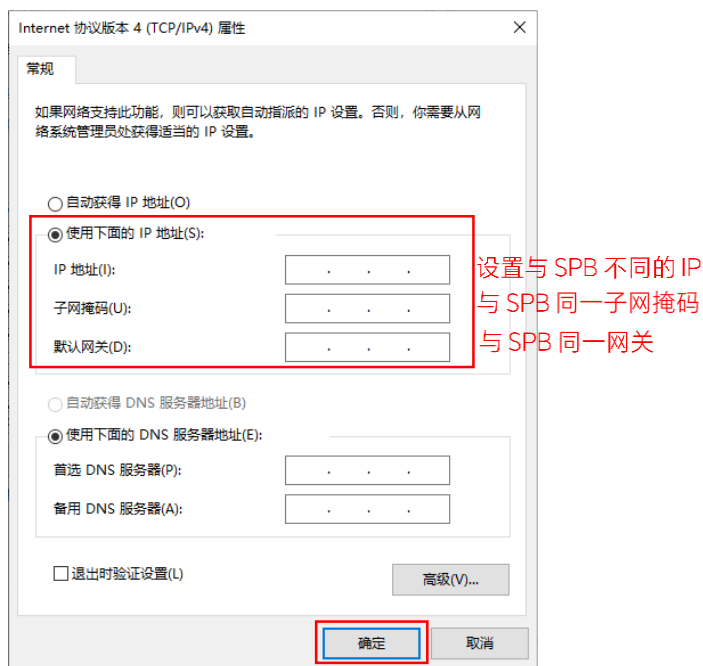 Internet 协议版本 4 (TCP/IPv4) 属性
常规
如果网络支持此功能，则可以获取自动指派的 IP 设置。否则，你需要从网
络系统管理员处获得适当的 IP 设置。
自动获得 IP 地址(O)
使用下面的 IP 地址(S):
IP 地址(I): . . . 设置与 SPB 不同的 IP
子网掩码(U): . . . 与 SPB 同一子网掩码
默认网关(D): . . . 与 SPB 同一网关
自动获得 DNS 服务器地址(B)
使用下面的 DNS 服务器地址(E):
首选 DNS 服务器(P): . . .
备用 DNS 服务器(A): . . .
退出时验证设置(L)
高级(V)...
确定 取消